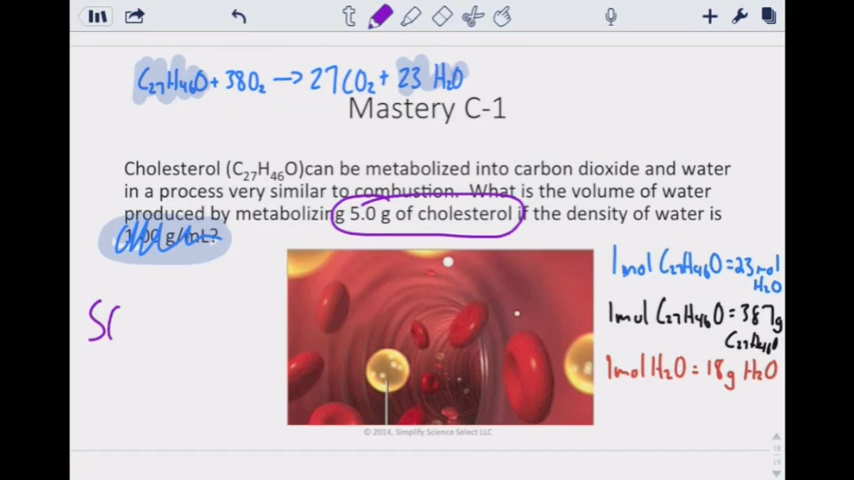 C₂₇H₄₆O + 38O₂ → 27CO₂ + 23 H₂O
Mastery C-1
Cholesterol (C₂₇H₄₆O)can be metabolized into carbon dioxide and water
in a process very similar to combustion. What is the volume of water
produced by metabolizing 5.0 g of cholesterol if the density of water is
1.00 g/mL?
1mol C₂₇H₄₆O = 23mol
H₂O
1mol C₂₇H₄₆O = 387g
C₂₇H₄₆O
1mol H₂O = 18g H₂O
© 2014, Simplify Science Select LLC
18
19